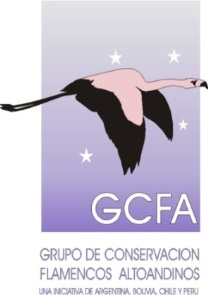 GCFA
GRUPO DE CONSERVACION
FLAMENCOS ALTOANDINOS
UNA INICIATIVA DE ARGENTINA, BOLIVIA, CHILE Y PERU